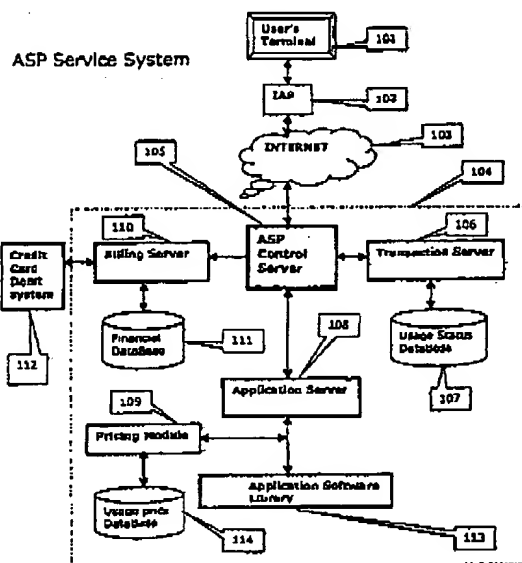 ASP Service System
User's
Terminal
101
IAP
102
INTERNET
103
105
104
110
106
Credit
Card
Debit
system
Billing Server
ASP
Control
Server
Transaction Server
112
Financial
DataBase
111
108
Usage Status
DataBase
107
Application Server
109
Pricing Module
Application Software
Library
Usage price
DataBase
114
113